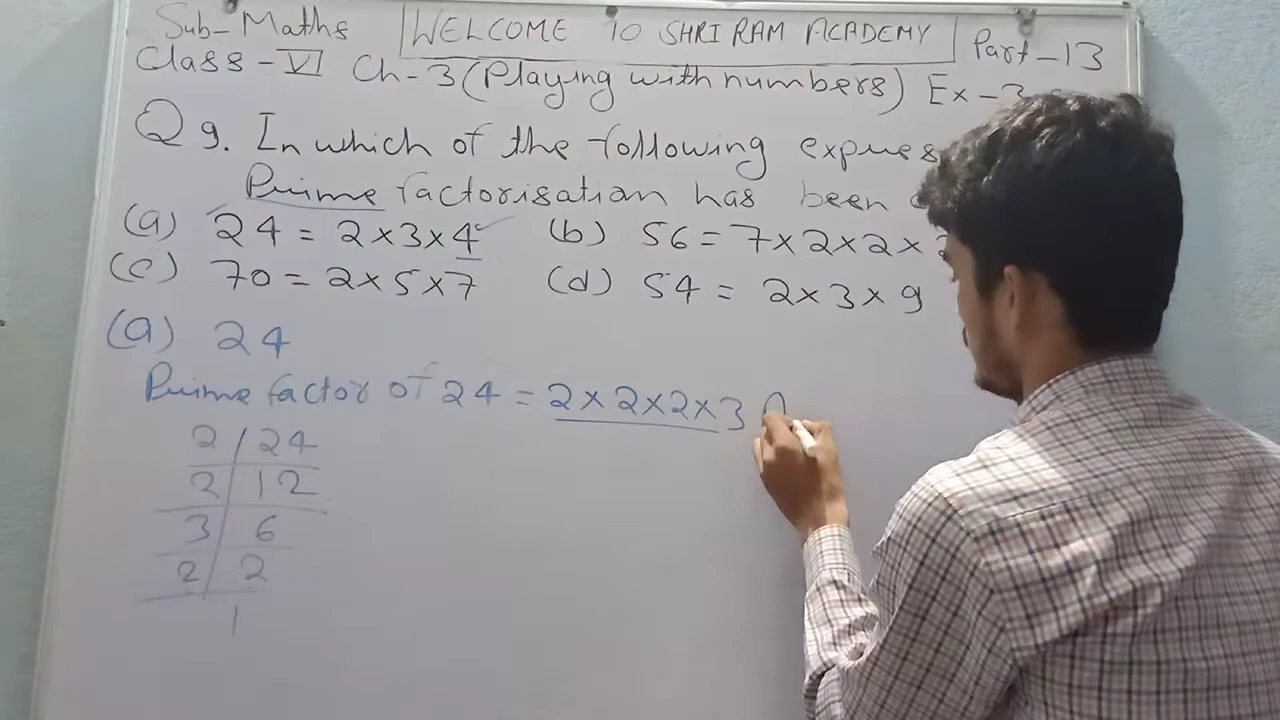 Sub-Maths WELCOME TO SHRI RAM ACADEMY Part-13
Class-VI Ch-3 (Playing with numbers) Ex-3
Q 9. In which of the following expres
Prime factorisation has been
(a) 24 = 2×3×4 (b) 56 = 7×2×2×
(c) 70 = 2×5×7 (d) 54 = 2×3×9
(a) 24
Prime factor of 24 = 2×2×2×3
2 | 24
2 | 12
3 | 6
2 | 2
1